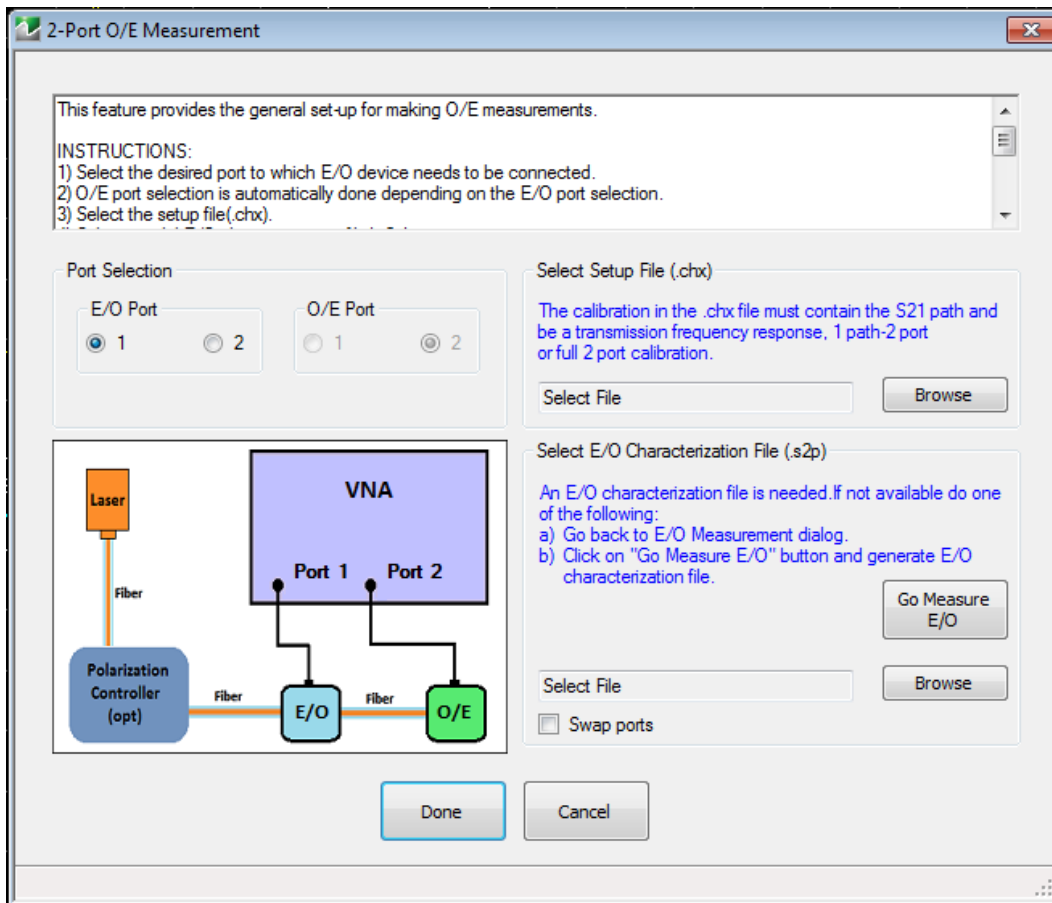 2-Port O/E Measurement
This feature provides the general set-up for making O/E measurements.
INSTRUCTIONS:
1) Select the desired port to which E/O device needs to be connected.
2) O/E port selection is automatically done depending on the E/O port selection.
3) Select the setup file(.chx).
Port Selection
E/O Port
1
2
O/E Port
1
2
Select Setup File (.chx)
The calibration in the .chx file must contain the S21 path and
be a transmission frequency response, 1 path-2 port
or full 2 port calibration.
Select File
Browse
Laser
Fiber
Polarization
Controller
(opt)
Fiber
VNA
Port 1
Port 2
E/O
Fiber
O/E
Select E/O Characterization File (.s2p)
An E/O characterization file is needed.If not available do one
of the following:
a) Go back to E/O Measurement dialog.
b) Click on "Go Measure E/O" button and generate E/O
characterization file.
Go Measure
E/O
Select File
Browse
Swap ports
Done
Cancel